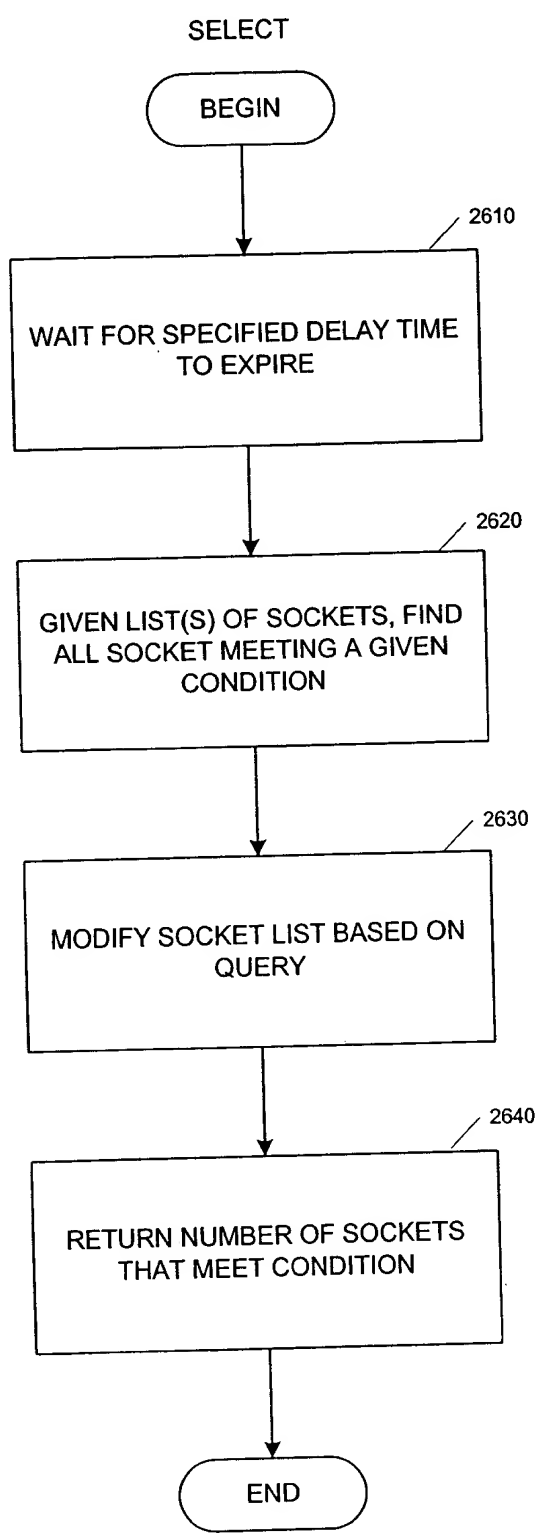 SELECT
BEGIN
2610
WAIT FOR SPECIFIED DELAY TIME
TO EXPIRE
2620
GIVEN LIST(S) OF SOCKETS, FIND
ALL SOCKET MEETING A GIVEN
CONDITION
2630
MODIFY SOCKET LIST BASED ON
QUERY
2640
RETURN NUMBER OF SOCKETS
THAT MEET CONDITION
END